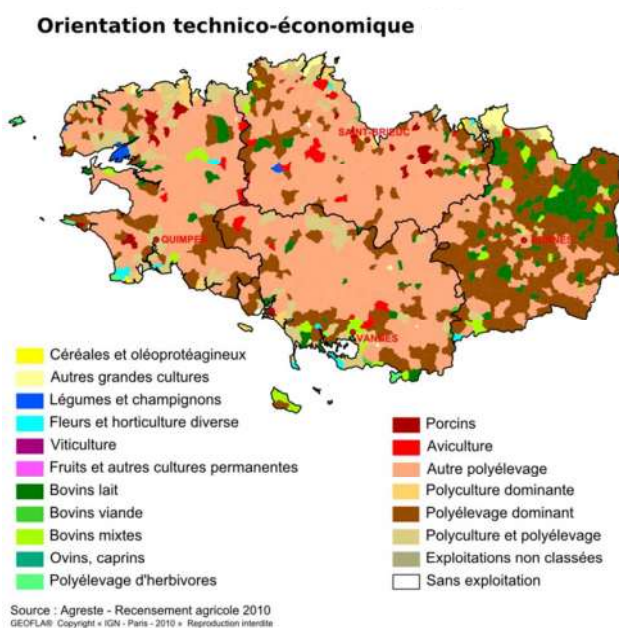 Orientation technico-économique
SAINT-BRIEUC
QUIMPER
RENNES
VANNES
Céréales et oléoprotéagineux
Autres grandes cultures
Légumes et champignons
Fleurs et horticulture diverse
Viticulture
Fruits et autres cultures permanentes
Bovins lait
Bovins viande
Bovins mixtes
Ovins, caprins
Polyélevage d'herbivores
Porcins
Aviculture
Autre polyélevage
Polyculture dominante
Polyélevage dominant
Polyculture et polyélevage
Exploitations non classées
Sans exploitation
Source : Agreste - Recensement agricole 2010
GEOFLA® Copyright « IGN - Paris - 2010 » Reproduction interdite